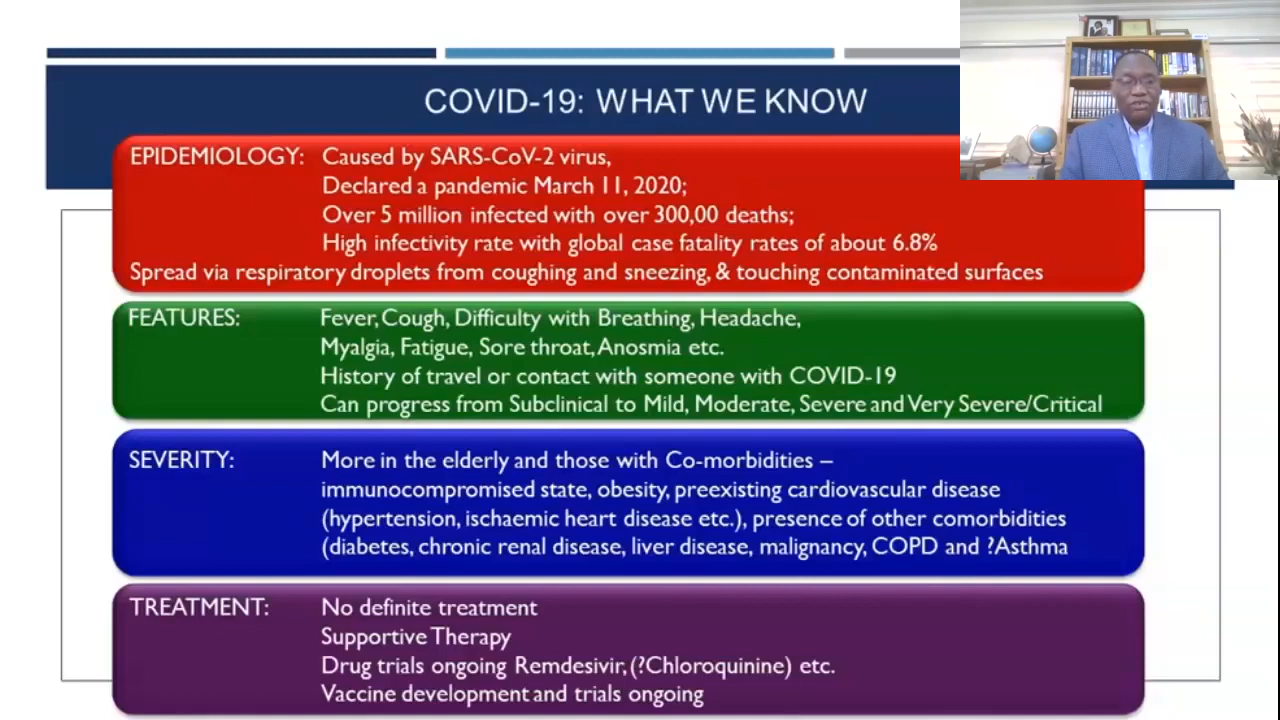 COVID-19: WHAT WE KNOW
EPIDEMIOLOGY: Caused by SARS-CoV-2 virus,
Declared a pandemic March 11, 2020;
Over 5 million infected with over 300,00 deaths;
High infectivity rate with global case fatality rates of about 6.8%
Spread via respiratory droplets from coughing and sneezing, & touching contaminated surfaces
FEATURES: Fever, Cough, Difficulty with Breathing, Headache,
Myalgia, Fatigue, Sore throat, Anosmia etc.
History of travel or contact with someone with COVID-19
Can progress from Subclinical to Mild, Moderate, Severe and Very Severe/Critical
SEVERITY: More in the elderly and those with Co-morbidities –
immunocompromised state, obesity, preexisting cardiovascular disease
(hypertension, ischaemic heart disease etc.), presence of other comorbidities
(diabetes, chronic renal disease, liver disease, malignancy, COPD and ?Asthma
TREATMENT: No definite treatment
Supportive Therapy
Drug trials ongoing Remdesivir, (?Chloroquinine) etc.
Vaccine development and trials ongoing